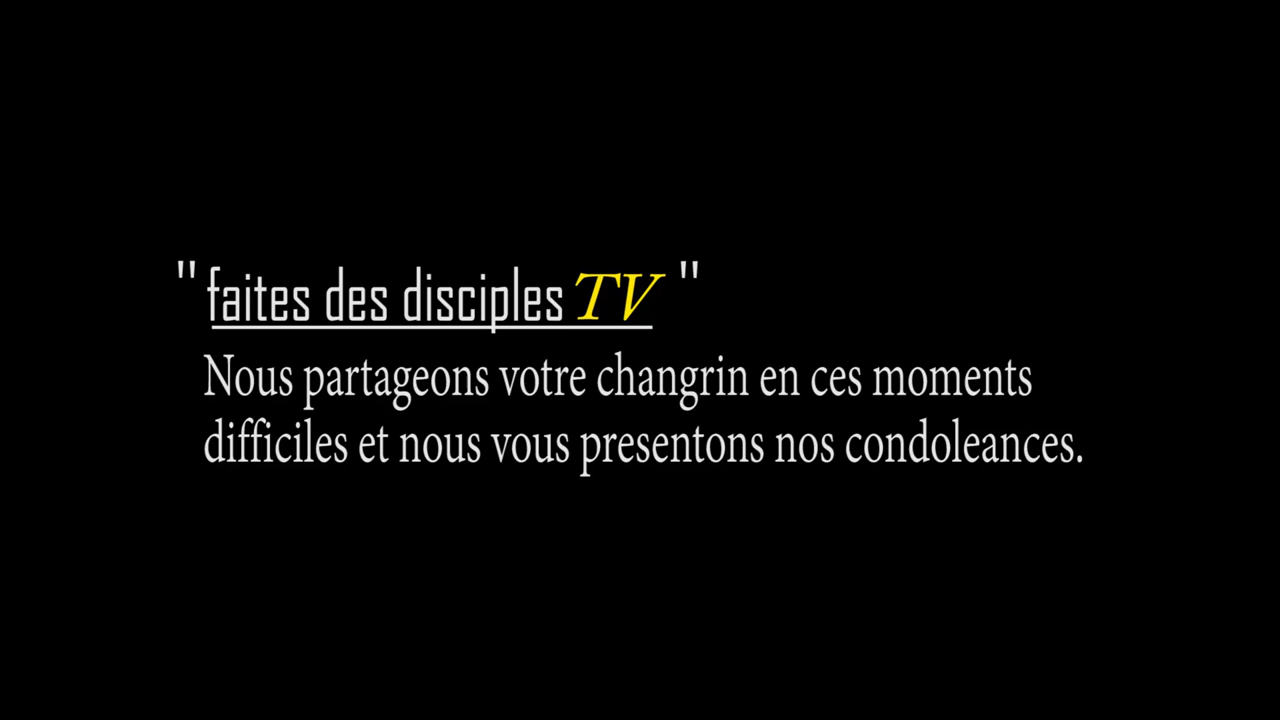 " faites des disciples TV "
Nous partageons votre changrin en ces moments
difficiles et nous vous presentons nos condoleances.